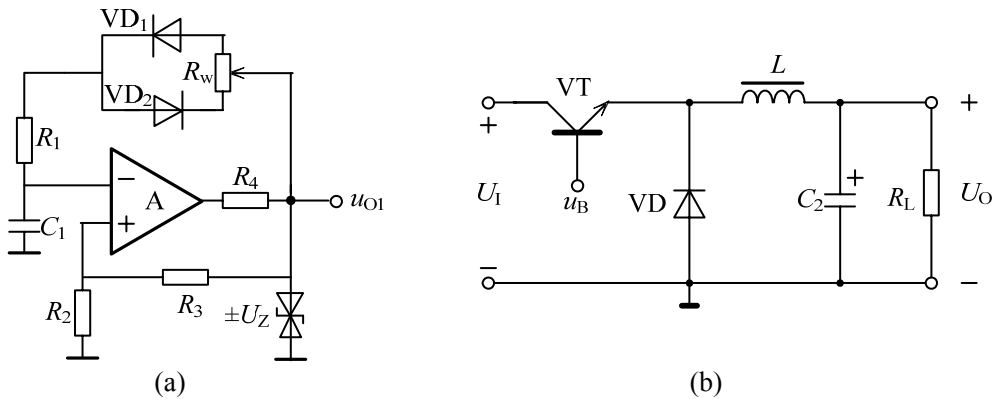 VD1
Rw
VD2
R1
A
−
+
R4
uO1
C1
R3
R2
±UZ
(a)
L
VT
+
+
UI
uB
VD
C2
+
RL
UO
−
−
(b)